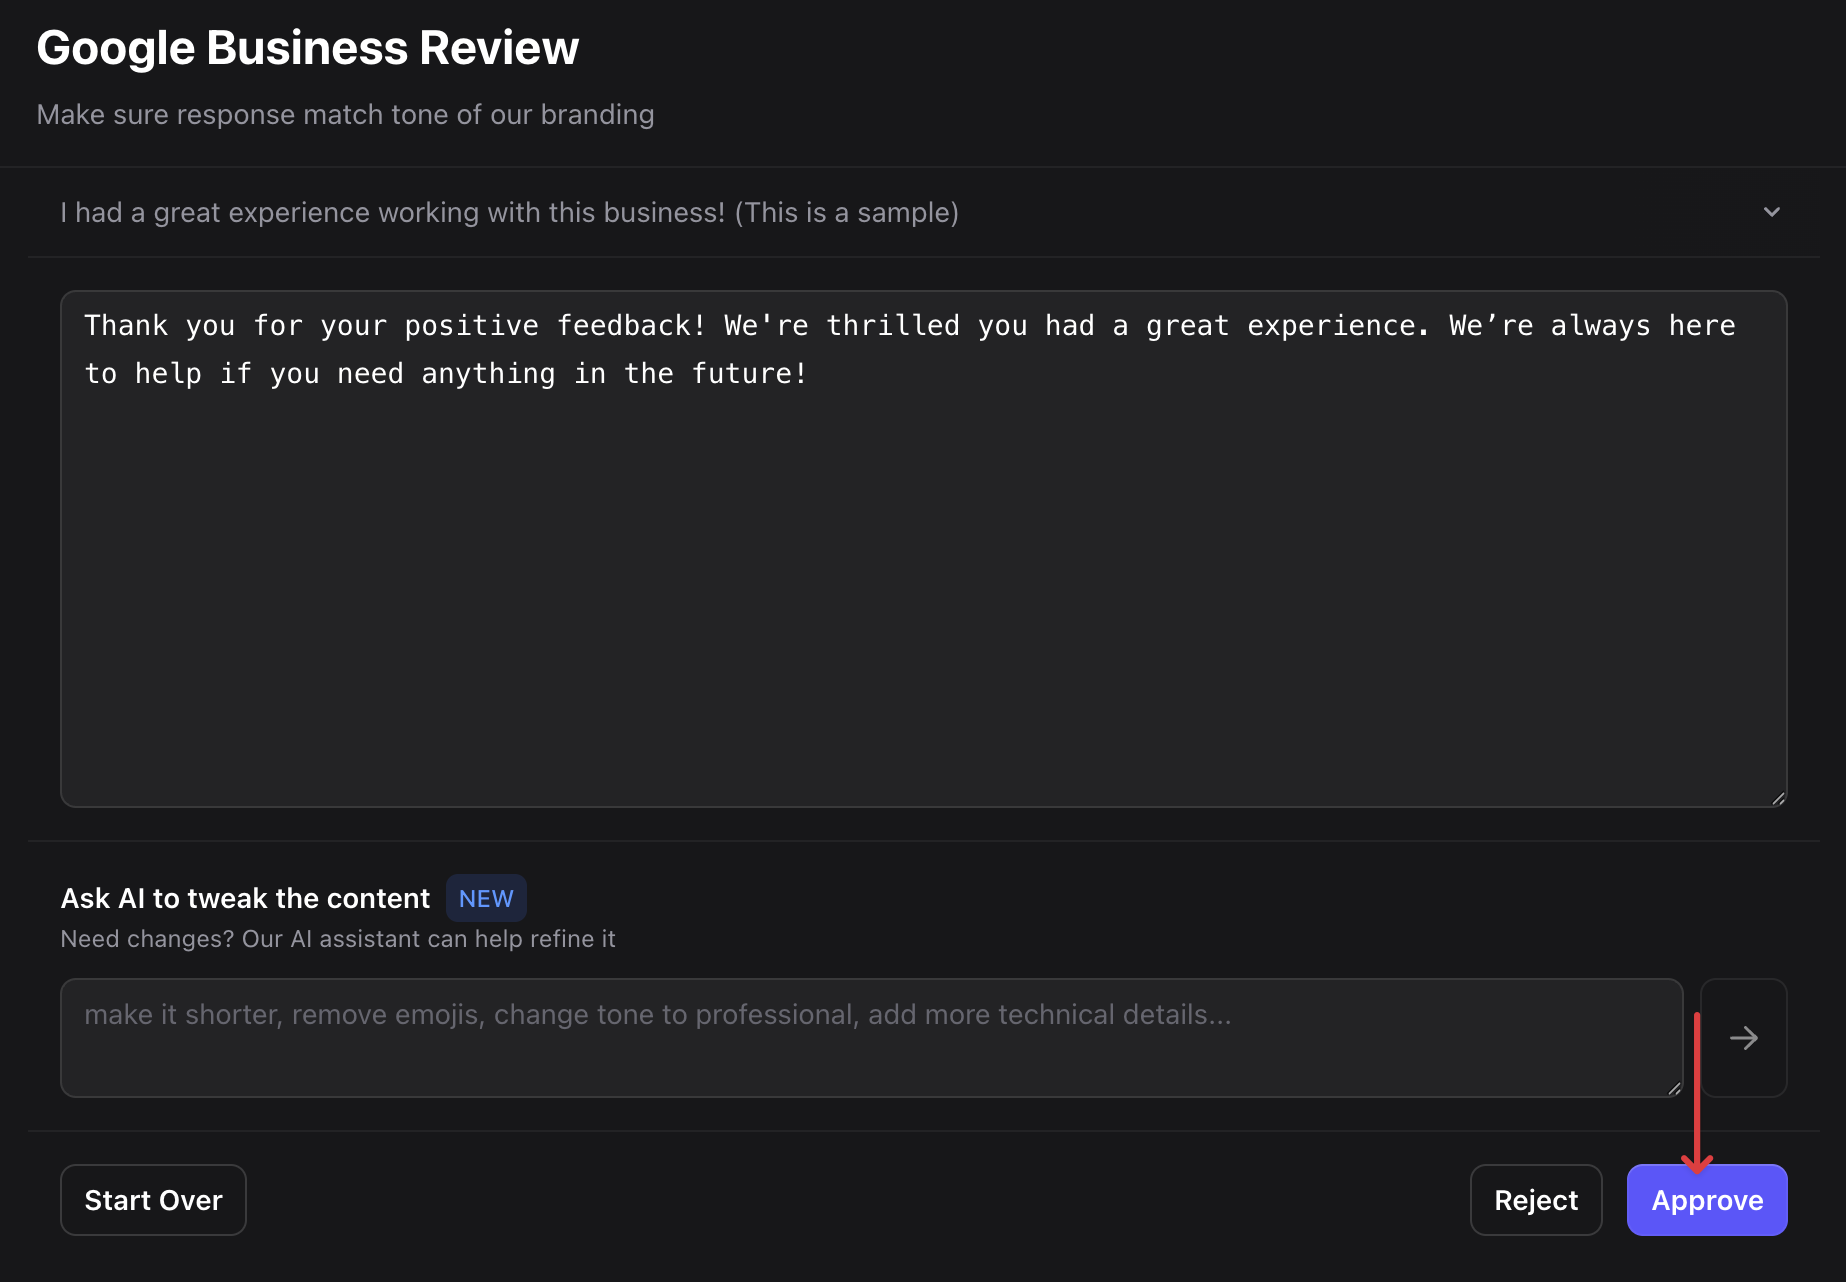 Google Business Review
Make sure response match tone of our branding
I had a great experience working with this business! (This is a sample)
Thank you for your positive feedback! We're thrilled you had a great experience. We’re always here
to help if you need anything in the future!
Ask AI to tweak the content NEW
Need changes? Our AI assistant can help refine it
make it shorter, remove emojis, change tone to professional, add more technical details...
Start Over Reject Approve